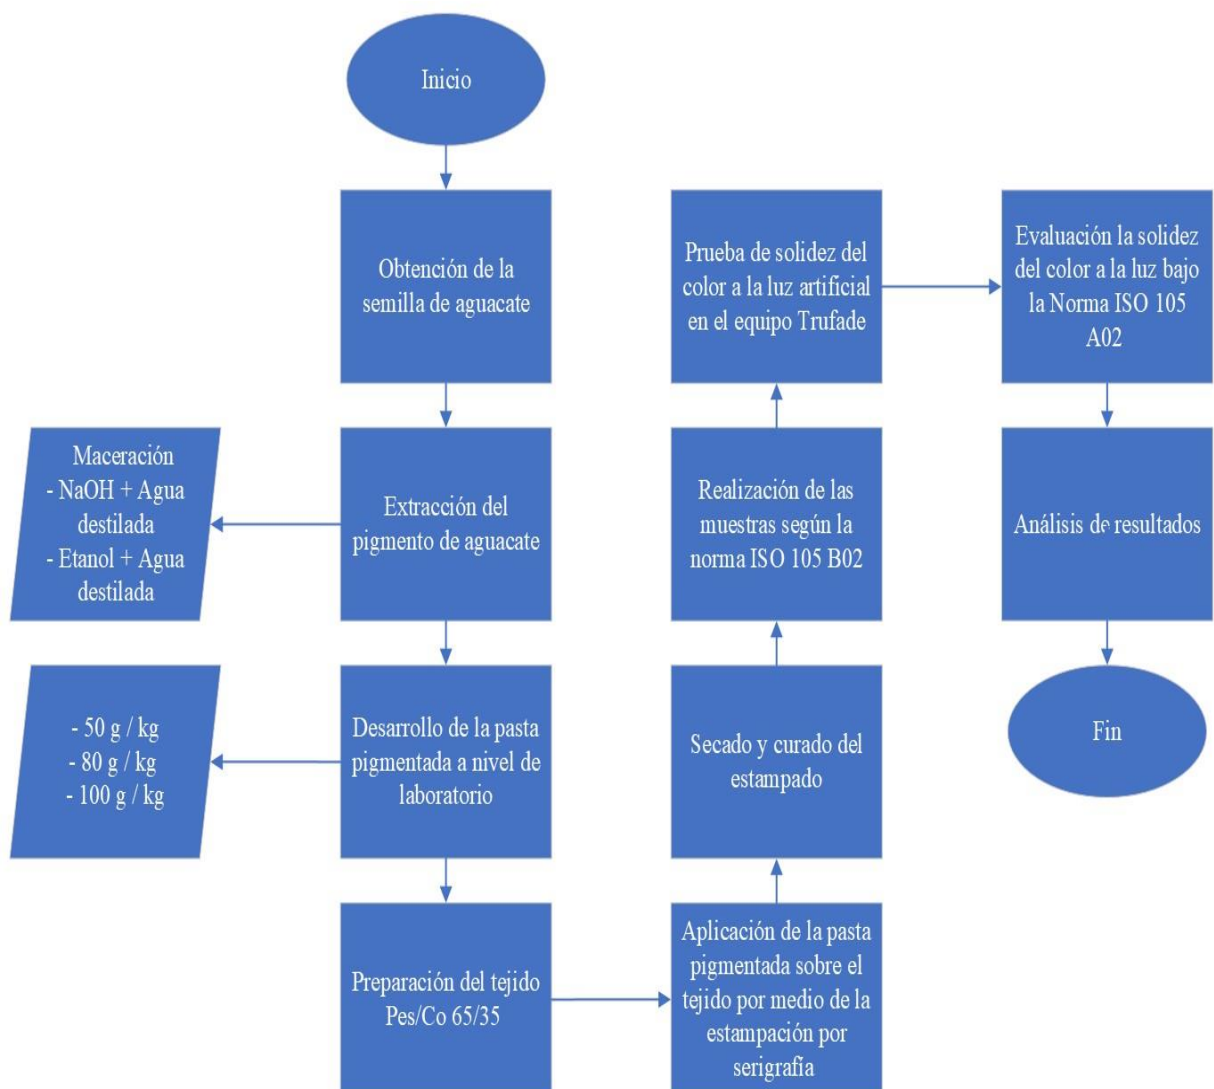 Inicio
Obtención de la
semilla de aguacate
Extracción del
pigmento de aguacate
Maceración
- NaOH + Agua
destilada
- Etanol + Agua
destilada
Desarrollo de la pasta
pigmentada a nivel de
laboratorio
- 50 g / kg
- 80 g / kg
- 100 g / kg
Preparación del tejido
Pes/Co 65/35
Aplicación de la pasta
pigmentada sobre el
tejido por medio de la
estampación por
serigrafía
Secado y curado del
estampado
Realización de las
muestras según la
norma ISO 105 B02
Prueba de solidez del
color a la luz artificial
en el equipo Trufade
Evaluación la solidez
del color a la luz bajo
la Norma ISO 105
A02
Análisis de resultados
Fin